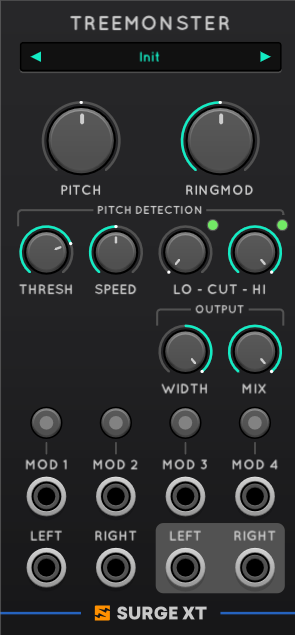 TREEMONSTER
Init
PITCH RINGMOD
PITCH DETECTION
THRESH SPEED LO - CUT - HI
OUTPUT
WIDTH MIX
MOD 1 MOD 2 MOD 3 MOD 4
LEFT RIGHT LEFT RIGHT
SURGE XT